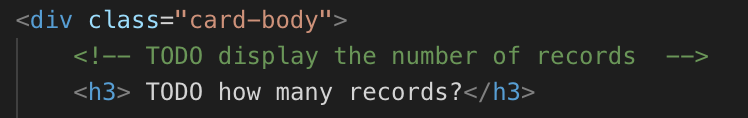 <div class="card-body">
<!-- TODO display the number of records  -->
<h3> TODO how many records?</h3>